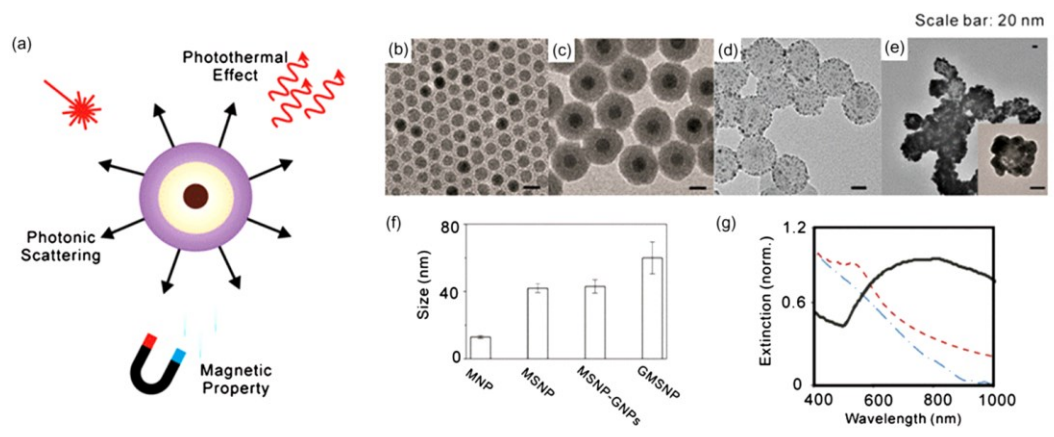 Scale bar: 20 nm
(a)
Photothermal
Effect
Photonic
Scattering
Magnetic
Property
(b)
(c)
(d)
(e)
(f)
Size (nm)
80
40
0
MNP
MSNP
MSNP-GNPs
GMSNP
(g)
Extinction (norm.)
1.2
0.6
0
400 600 800 1000
Wavelength (nm)